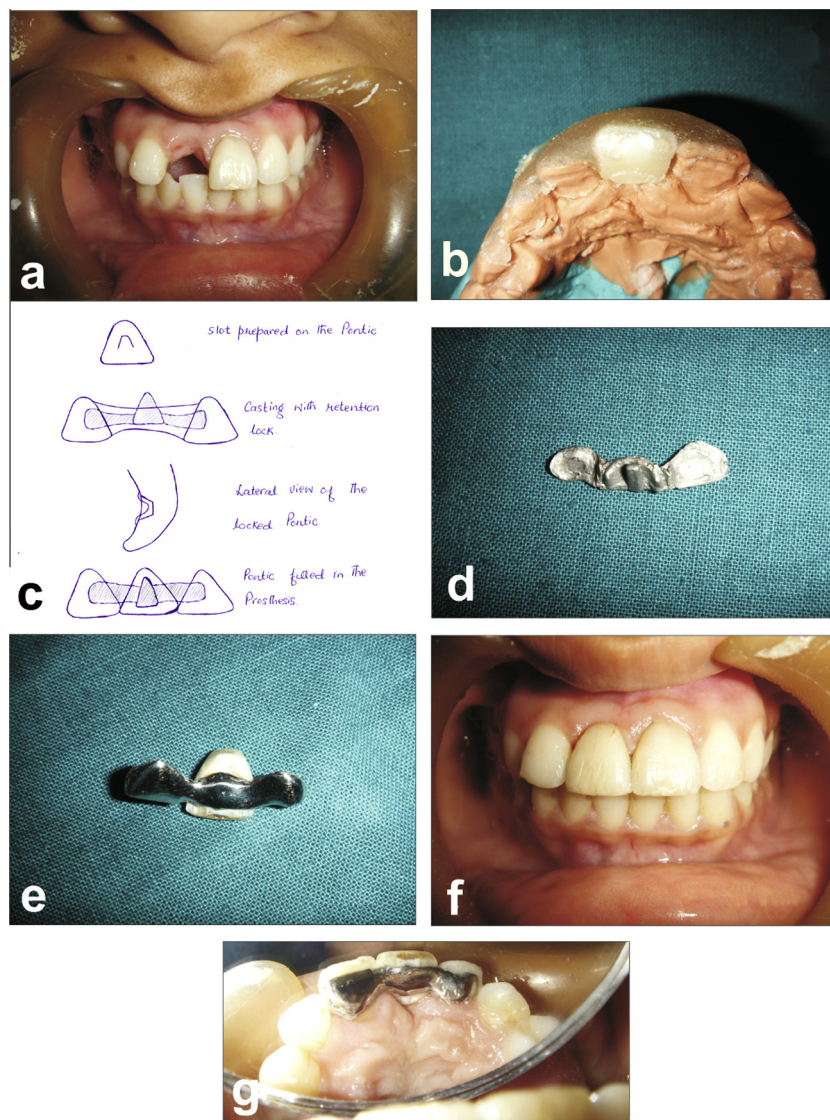 a
b
slot prepared on the Pontic
Casting with retention
lock.
Lateral view of the
locked Pontic
Pontic fitted in the
Prosthesis.
c
d
e
f
g